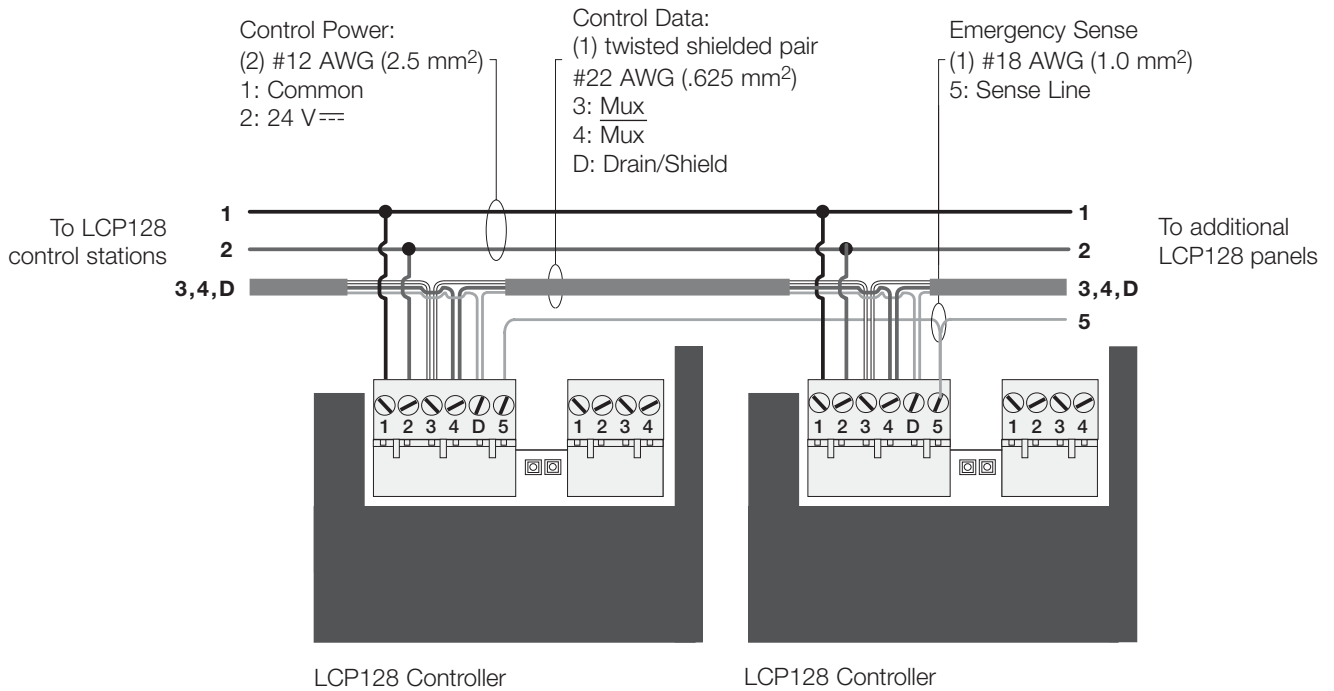 Control Power:
(2) #12 AWG (2.5 mm²)
1: Common
2: 24 V⎓
Control Data:
(1) twisted shielded pair
#22 AWG (.625 mm²)
3: Mux
4: M̅u̅x̅
D: Drain/Shield
Emergency Sense
(1) #18 AWG (1.0 mm²)
5: Sense Line
To LCP128
control stations
1
2
3,4,D
1
2
3,4,D
5
To additional
LCP128 panels
1 2 3 4 D 5
1 2 3 4
1 2 3 4 D 5
1 2 3 4
LCP128 Controller
LCP128 Controller